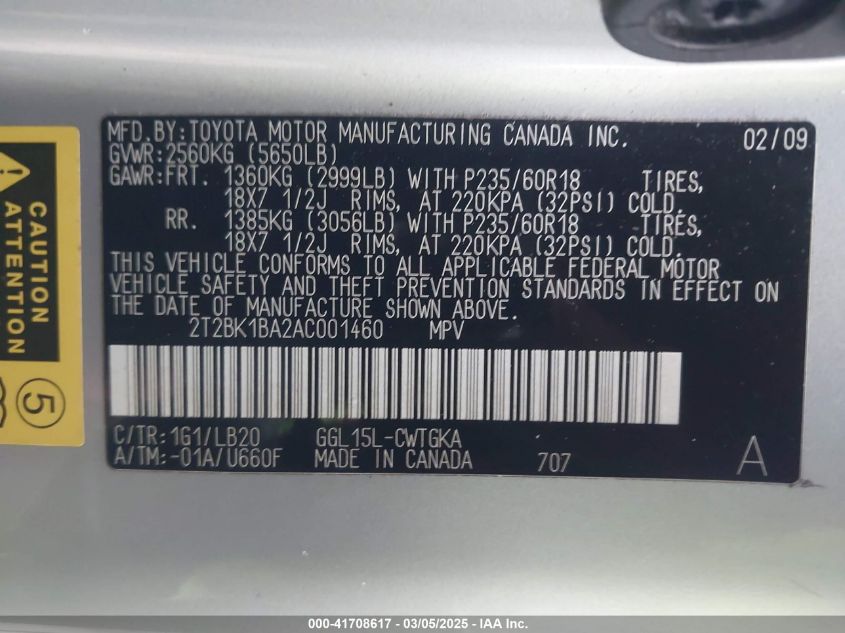 MFD.BY:TOYOTA MOTOR MANUFACTURING CANADA INC. 02/09
GVWR:2560KG (5650LB)
GAWR:FRT. 1360KG (2999LB) WITH P235/60R18 TIRES,
18X7 1/2J RIMS, AT 220KPA (32PSI) COLD.
RR. 1385KG (3056LB) WITH P235/60R18 TIRES,
18X7 1/2J RIMS, AT 220KPA (32PSI) COLD.
THIS VEHICLE CONFORMS TO ALL APPLICABLE FEDERAL MOTOR
VEHICLE SAFETY AND THEFT PREVENTION STANDARDS IN EFFECT ON
THE DATE OF MANUFACTURE SHOWN ABOVE.
2T2BK1BA2AC001460 MPV
C/TR:1G1/LB20 GGL15L-CWTGKA
A/TM:-01A/U660F MADE IN CANADA 707 A
CAUTION
ATTENTION
5
000-41708617 - 03/05/2025 - IAA Inc.